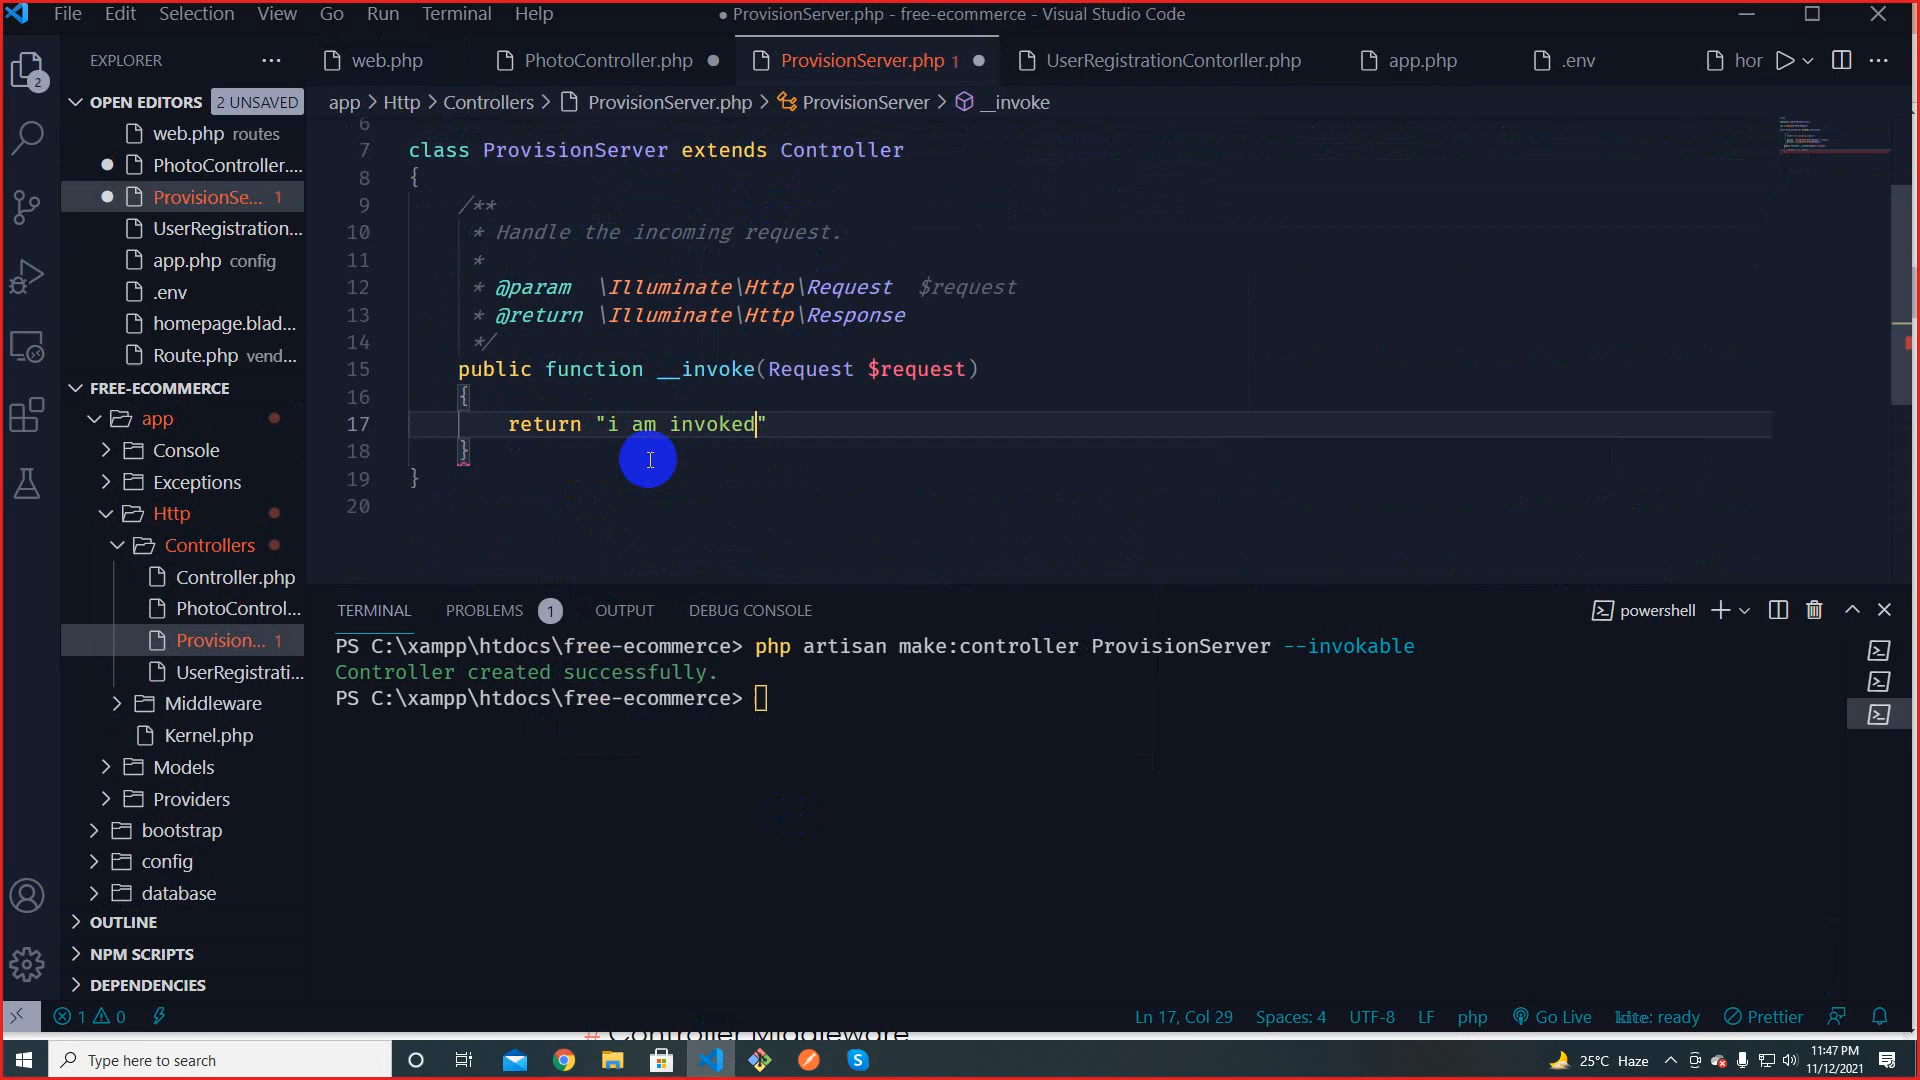 File Edit Selection View Go Run Terminal Help
● ProvisionServer.php - free-ecommerce - Visual Studio Code
EXPLORER
web.php
PhotoController.php
ProvisionServer.php 1
UserRegistrationContorller.php
app.php
.env
hor
OPEN EDITORS 2 UNSAVED
app > Http > Controllers > ProvisionServer.php > ProvisionServer > __invoke
2
web.php routes
PhotoController....
ProvisionSe... 1
UserRegistration...
app.php config
.env
homepage.blad...
Route.php vend...
FREE-ECOMMERCE
app
Console
Exceptions
Http
Controllers
Controller.php
PhotoControl...
Provision... 1
UserRegistrati...
Middleware
Kernel.php
Models
Providers
bootstrap
config
database
OUTLINE
NPM SCRIPTS
DEPENDENCIES
6
7 class ProvisionServer extends Controller
8 {
9 /**
10 * Handle the incoming request.
11 *
12 * @param  \Illuminate\Http\Request  $request
13 * @return \Illuminate\Http\Response
14 */
15 public function __invoke(Request $request)
16 {
17 return "i am invoked"
18 }
19 }
20
TERMINAL PROBLEMS 1 OUTPUT DEBUG CONSOLE
powershell
PS C:\xampp\htdocs\free-ecommerce> php artisan make:controller ProvisionServer --invokable
Controller created successfully.
PS C:\xampp\htdocs\free-ecommerce>
1 0
Ln 17, Col 29 Spaces: 4 UTF-8 LF php Go Live kite: ready Prettier
# Controller Middleware
Type here to search
25°C Haze
11:47 PM
11/12/2021